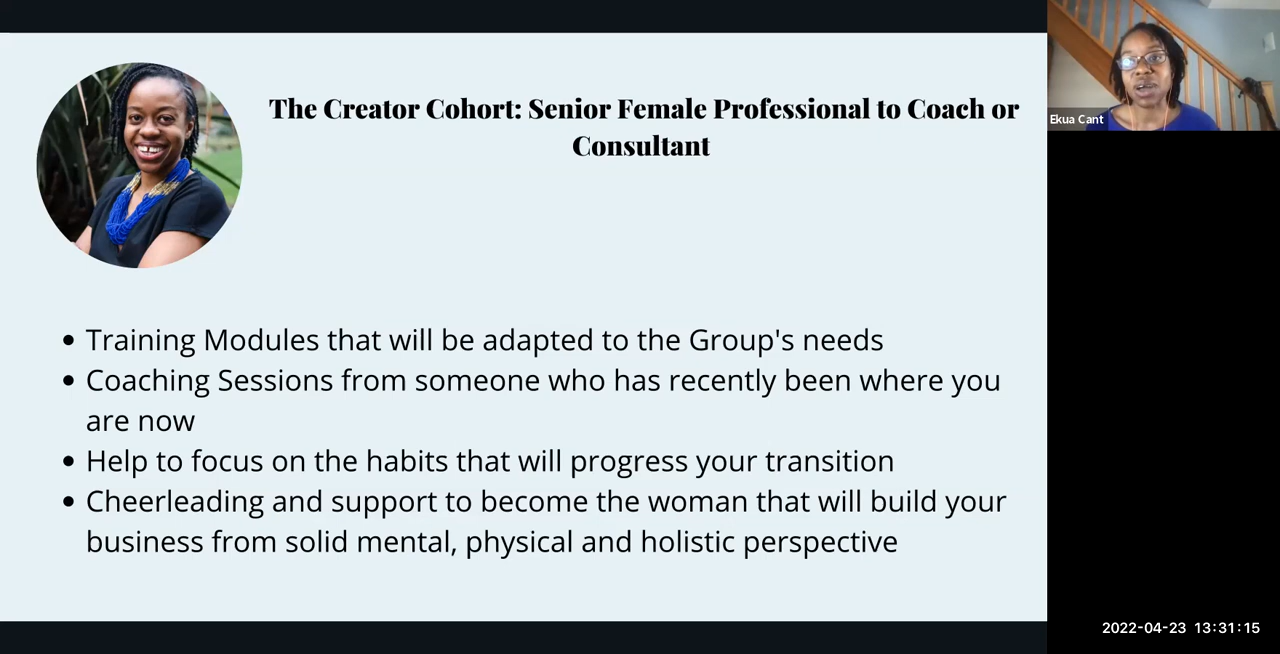 The Creator Cohort: Senior Female Professional to Coach or
Consultant
Ekua Cant
• Training Modules that will be adapted to the Group's needs
• Coaching Sessions from someone who has recently been where you
are now
• Help to focus on the habits that will progress your transition
• Cheerleading and support to become the woman that will build your
business from solid mental, physical and holistic perspective
2022-04-23 13:31:15